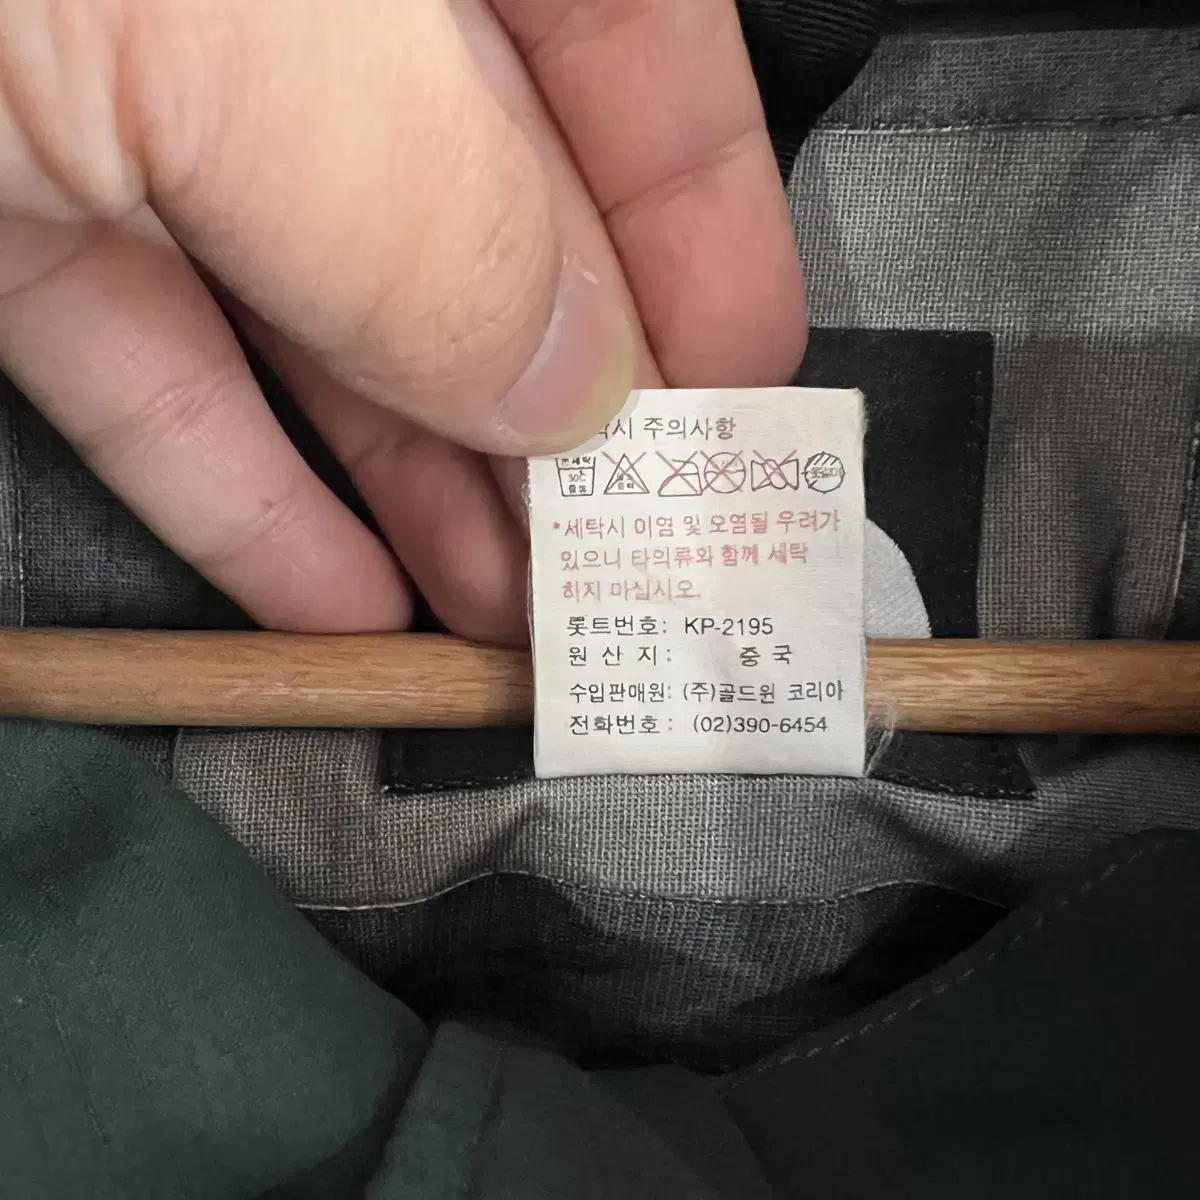 시 주의사항
30C
*세탁시 이염 및 오염될 우려가
있으니 타의류와 함께 세탁
하지 마십시오.
롯트번호: KP-2195
원 산 지: 중국
수입판매원: (주)골드윈 코리아
전화번호: (02)390-6454